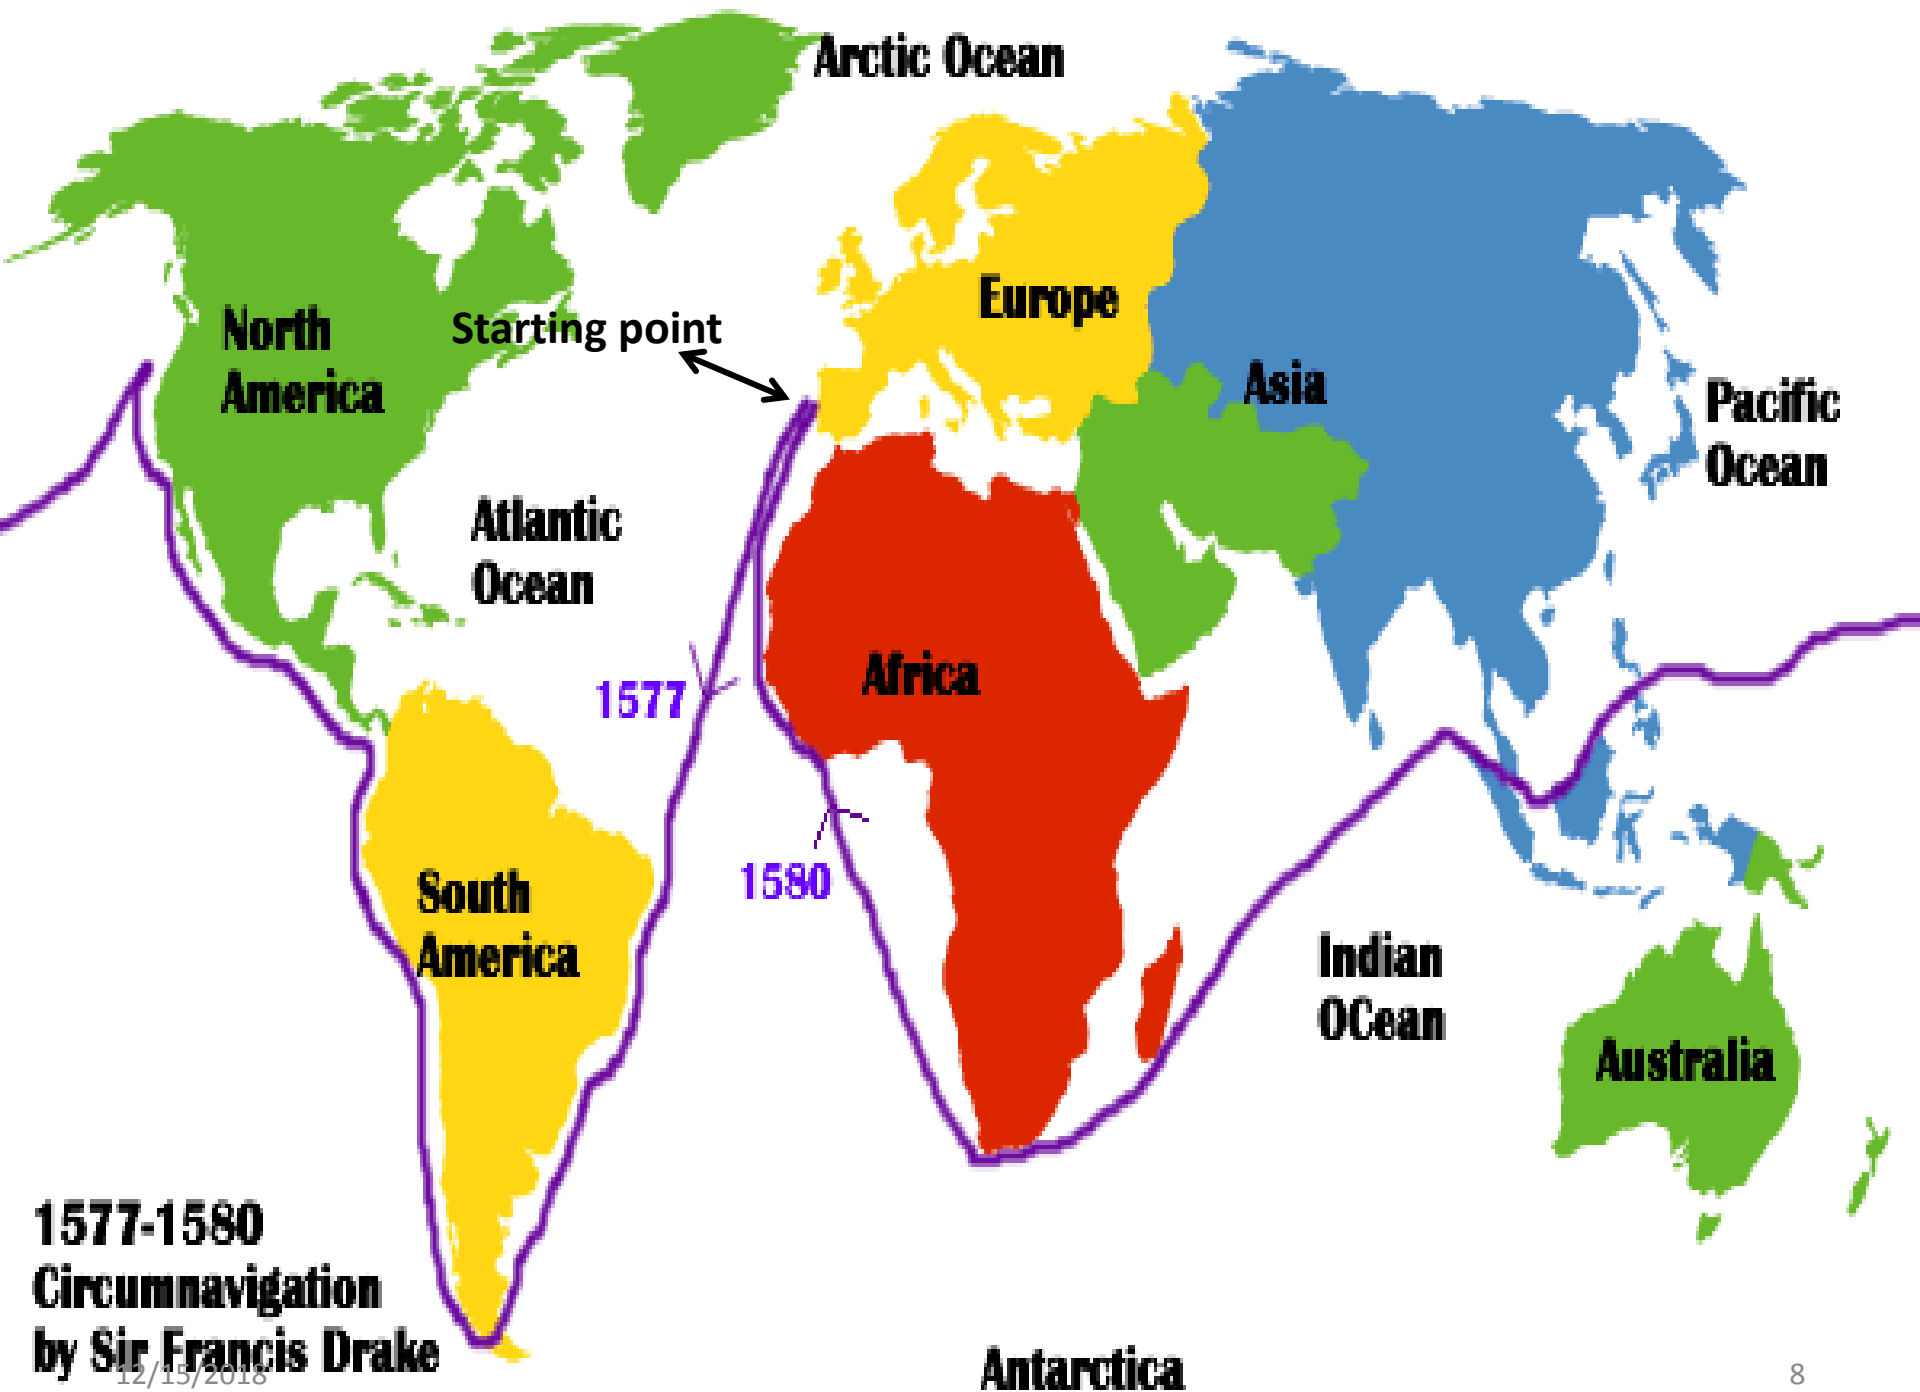 Arctic Ocean
North
America
Starting point
Europe
Asia
Pacific
Ocean
Atlantic
Ocean
1577
Africa
1580
South
America
Indian
OCean
Australia
1577-1580
Circumnavigation
by Sir Francis Drake
12/15/2018
Antarctica
8